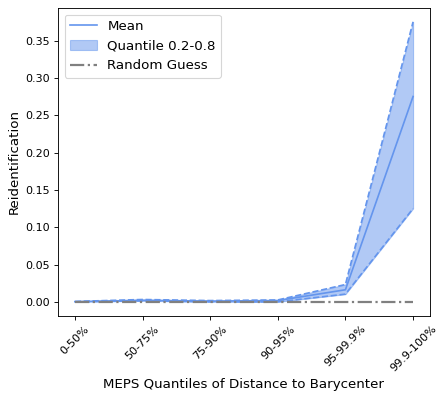 Mean
Quantile 0.2-0.8
Random Guess
Reidentification
0.35
0.30
0.25
0.20
0.15
0.10
0.05
0.00
0-50%
50-75%
75-90%
90-95%
95-99.9%
99.9-100%
MEPS Quantiles of Distance to Barycenter